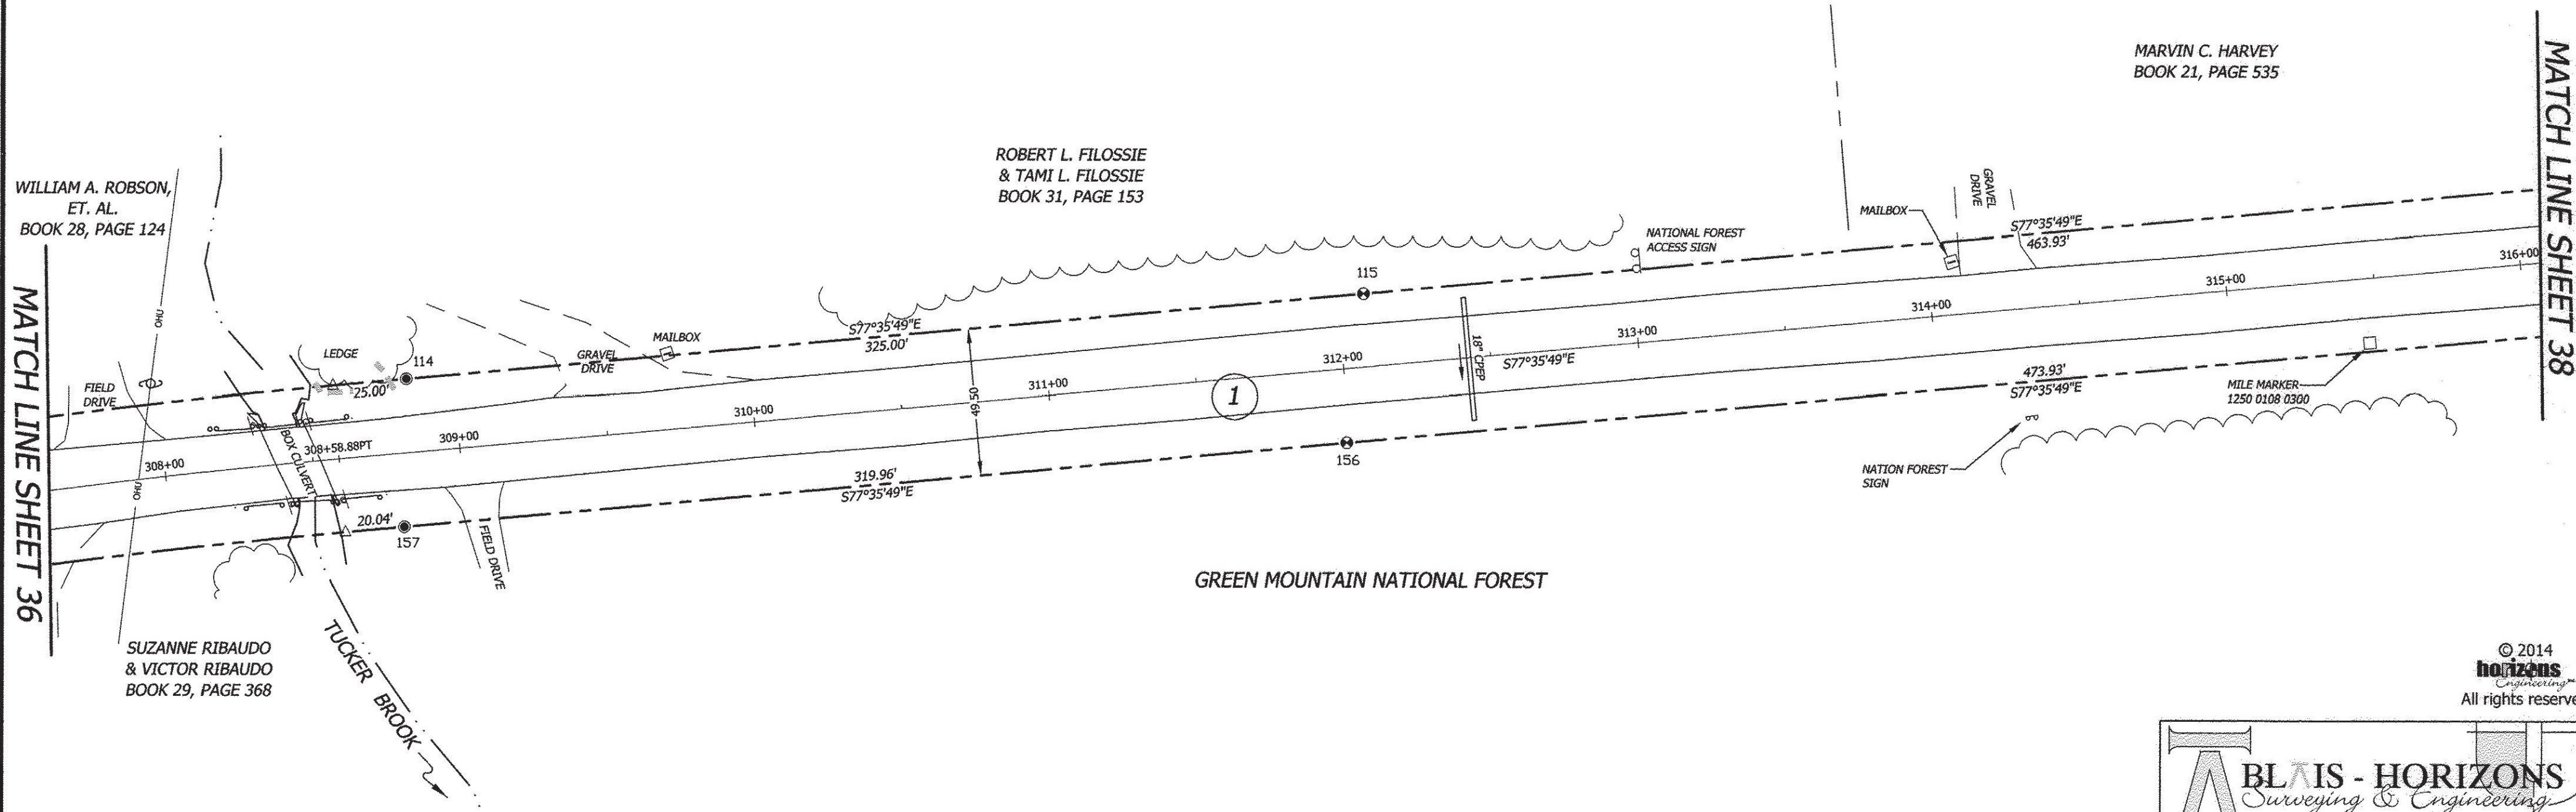 MATCH LINE SHEET 36
WILLIAM A. ROBSON,
ET. AL.
BOOK 28, PAGE 124
ROBERT L. FILOSSIE
& TAMI L. FILOSSIE
BOOK 31, PAGE 153
MARVIN C. HARVEY
BOOK 21, PAGE 535
MATCH LINE SHEET 38
OHU
FIELD
DRIVE
LEDGE
25.00'
114
GRAVEL
DRIVE
MAILBOX
S77°35'49"E
325.00'
115
NATIONAL FOREST
ACCESS SIGN
MAILBOX
GRAVEL
DRIVE
S77°35'49"E
463.93'
308+00
BOX CULVERT
308+58.88PT
309+00
310+00
311+00
312+00
313+00
314+00
315+00
316+00
49.50
1
18" CPEP
S77°35'49"E
OHU
20.04'
157
FIELD DRIVE
319.96'
S77°35'49"E
156
473.93'
S77°35'49"E
MILE MARKER
1250 0108 0300
NATION FOREST
SIGN
GREEN MOUNTAIN NATIONAL FOREST
SUZANNE RIBAUDO
& VICTOR RIBAUDO
BOOK 29, PAGE 368
TUCKER BROOK
© 2014
horizons
Engineering
All rights reserve
BLAIS - HORIZONS
Surveying & Engineering